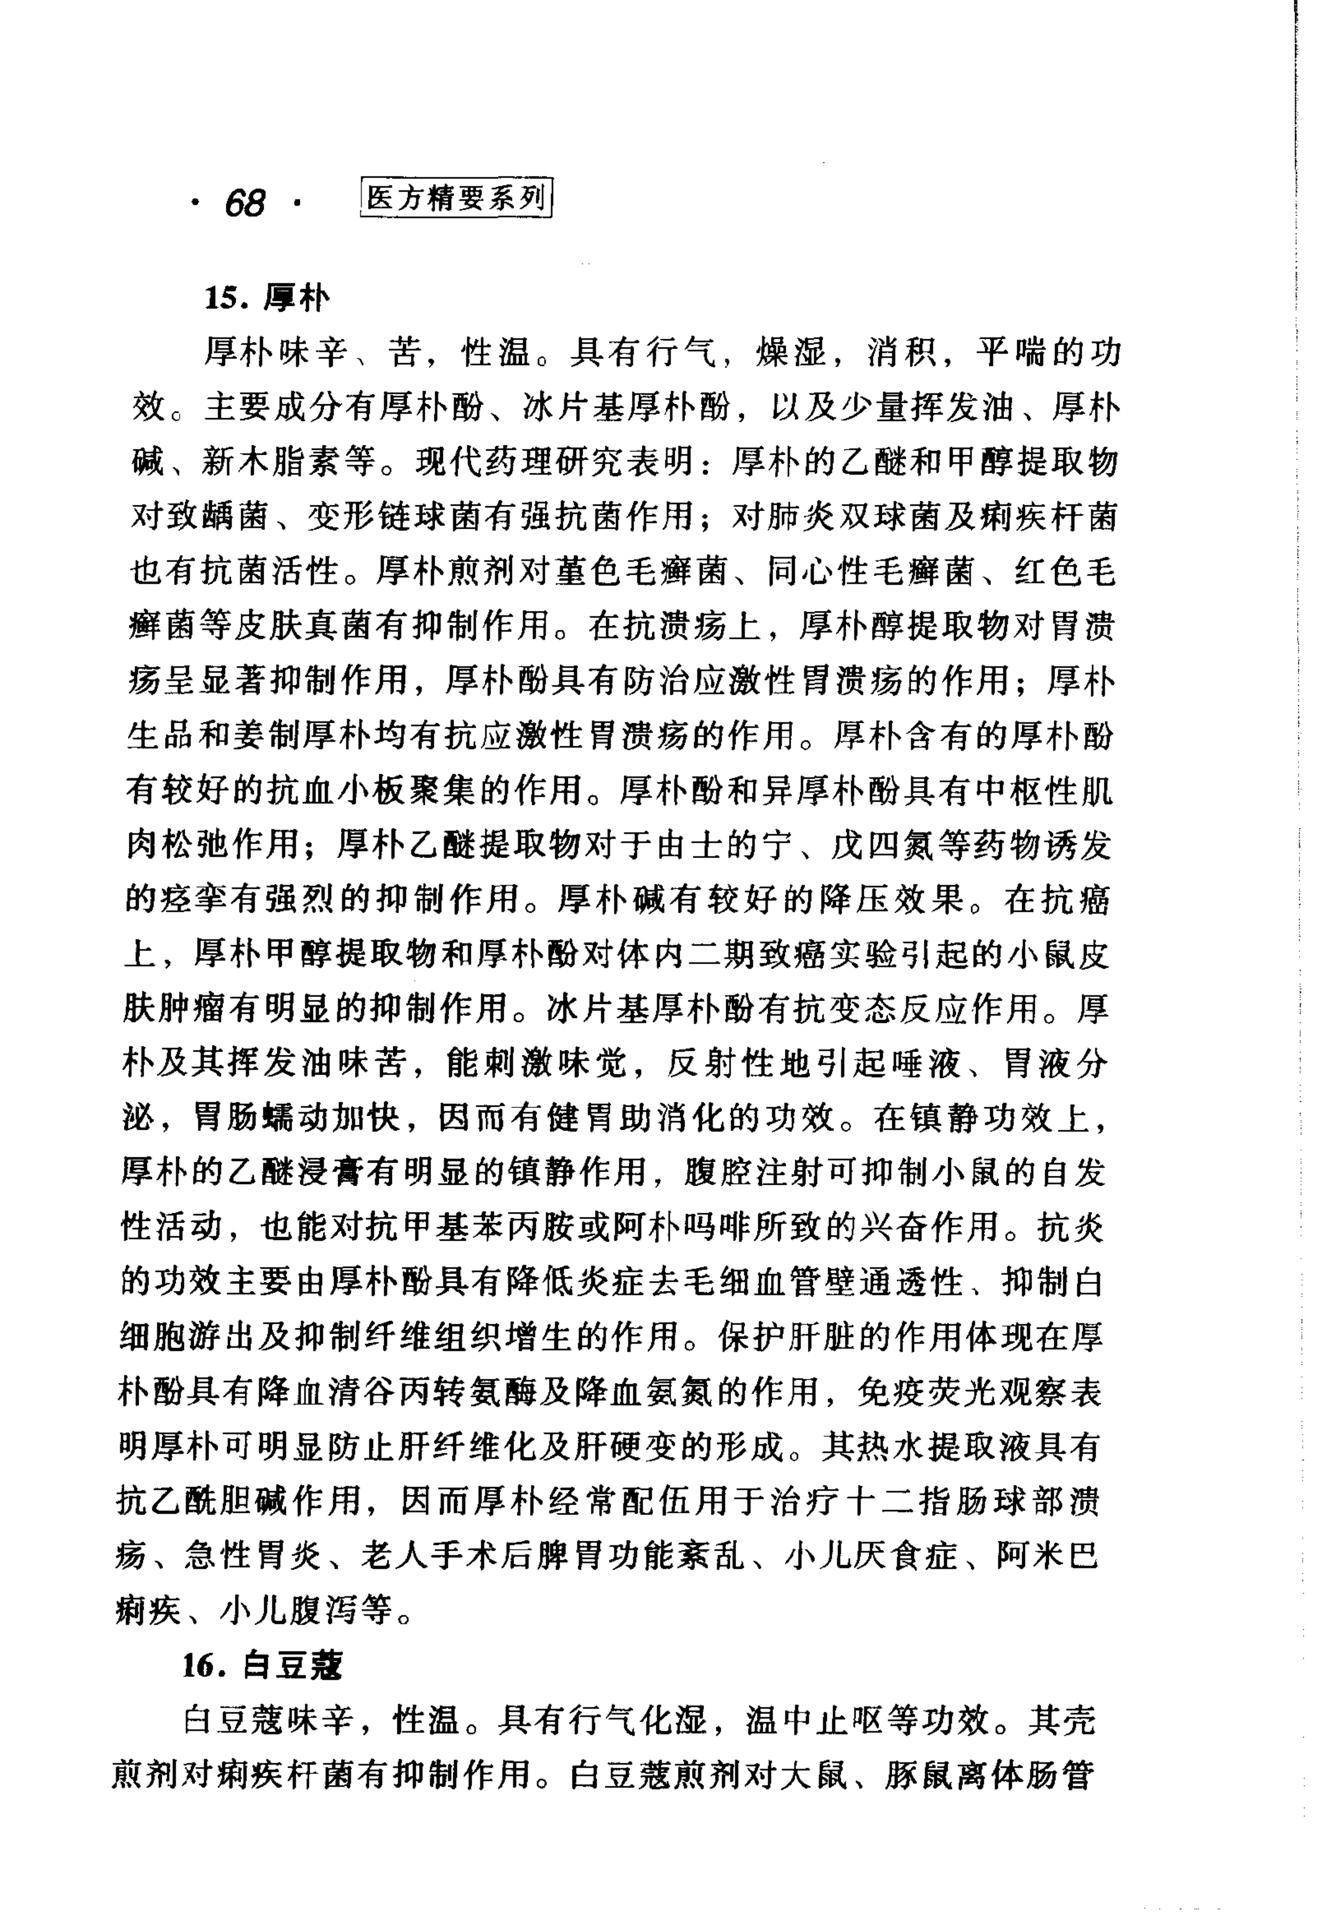 · 68 · 医方精要系列
15. 厚朴
厚朴味辛、苦，性温。具有行气，燥湿，消积，平喘的功
效。主要成分有厚朴酚、冰片基厚朴酚，以及少量挥发油、厚朴
碱、新木脂素等。现代药理研究表明：厚朴的乙醚和甲醇提取物
对致龋菌、变形链球菌有强抗菌作用；对肺炎双球菌及痢疾杆菌
也有抗菌活性。厚朴煎剂对堇色毛癣菌、同心性毛癣菌、红色毛
癣菌等皮肤真菌有抑制作用。在抗溃疡上，厚朴醇提取物对胃溃
疡呈显著抑制作用，厚朴酚具有防治应激性胃溃疡的作用；厚朴
生品和姜制厚朴均有抗应激性胃溃疡的作用。厚朴含有的厚朴酚
有较好的抗血小板聚集的作用。厚朴酚和异厚朴酚具有中枢性肌
肉松弛作用；厚朴乙醚提取物对于由士的宁、戊四氮等药物诱发
的痉挛有强烈的抑制作用。厚朴碱有较好的降压效果。在抗癌
上，厚朴甲醇提取物和厚朴酚对体内二期致癌实验引起的小鼠皮
肤肿瘤有明显的抑制作用。冰片基厚朴酚有抗变态反应作用。厚
朴及其挥发油味苦，能刺激味觉，反射性地引起唾液、胃液分
泌，胃肠蠕动加快，因而有健胃助消化的功效。在镇静功效上，
厚朴的乙醚浸膏有明显的镇静作用，腹腔注射可抑制小鼠的自发
性活动，也能对抗甲基苯丙胺或阿朴吗啡所致的兴奋作用。抗炎
的功效主要由厚朴酚具有降低炎症去毛细血管壁通透性、抑制白
细胞游出及抑制纤维组织增生的作用。保护肝脏的作用体现在厚
朴酚具有降血清谷丙转氨酶及降血氨氮的作用，免疫荧光观察表
明厚朴可明显防止肝纤维化及肝硬变的形成。其热水提取液具有
抗乙酰胆碱作用，因而厚朴经常配伍用于治疗十二指肠球部溃
疡、急性胃炎、老人手术后脾胃功能紊乱、小儿厌食症、阿米巴
痢疾、小儿腹泻等。
16. 白豆蔻
白豆蔻味辛，性温。具有行气化湿，温中止呕等功效。其壳
煎剂对痢疾杆菌有抑制作用。白豆蔻煎剂对大鼠、豚鼠离体肠管